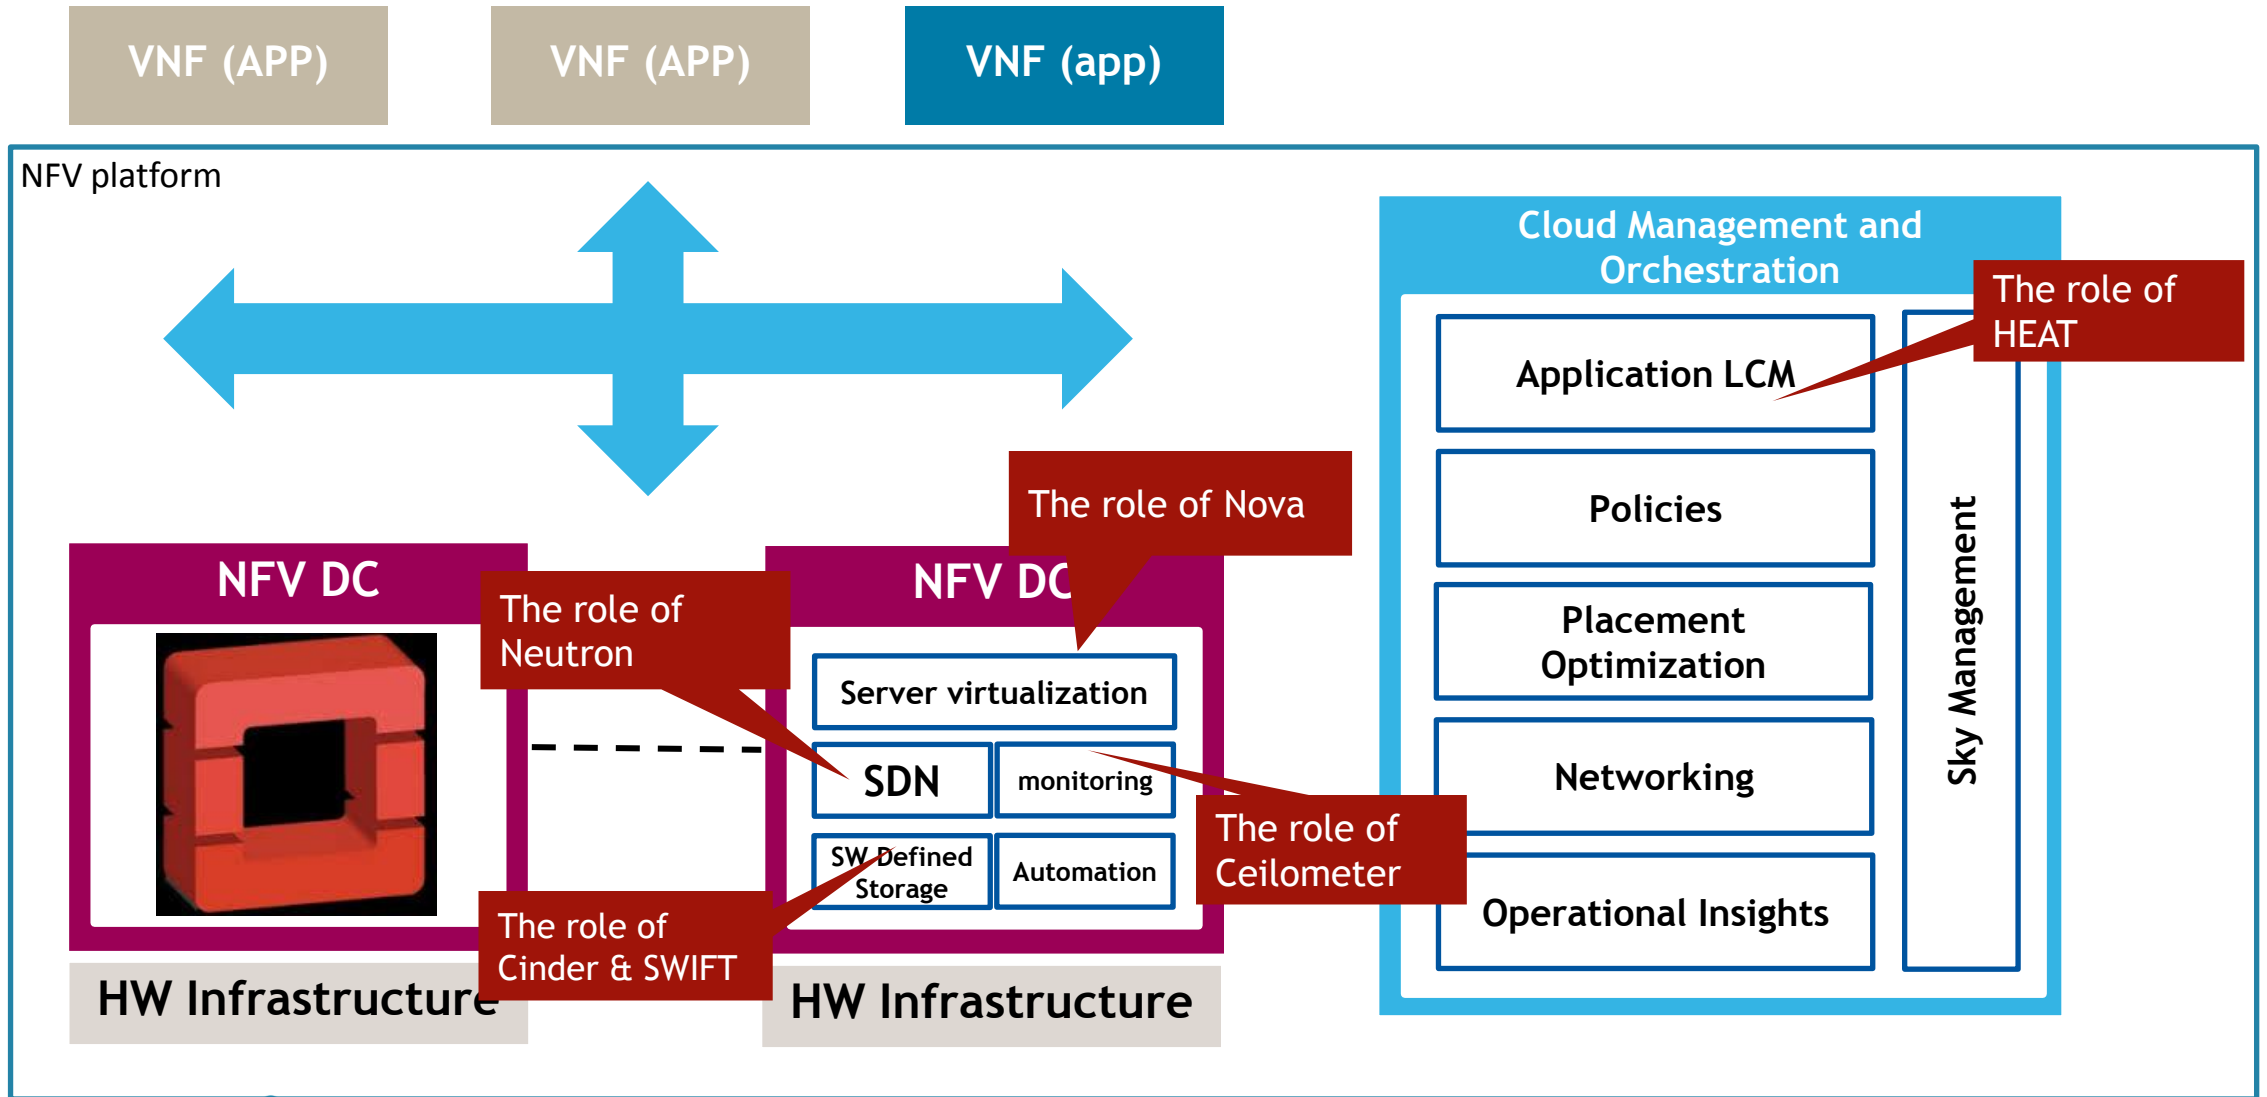 VNF (APP)
VNF (APP)
VNF (app)
NFV platform
Cloud Management and
Orchestration
The role of
HEAT
Application LCM
Policies
Placement
Optimization
Networking
Operational Insights
Sky Management
The role of Nova
NFV DC
NFV DC
The role of
Neutron
Server virtualization
SDN
monitoring
SW Defined
Storage
Automation
The role of
Ceilometer
The role of
Cinder & SWIFT
HW Infrastructure
HW Infrastructure